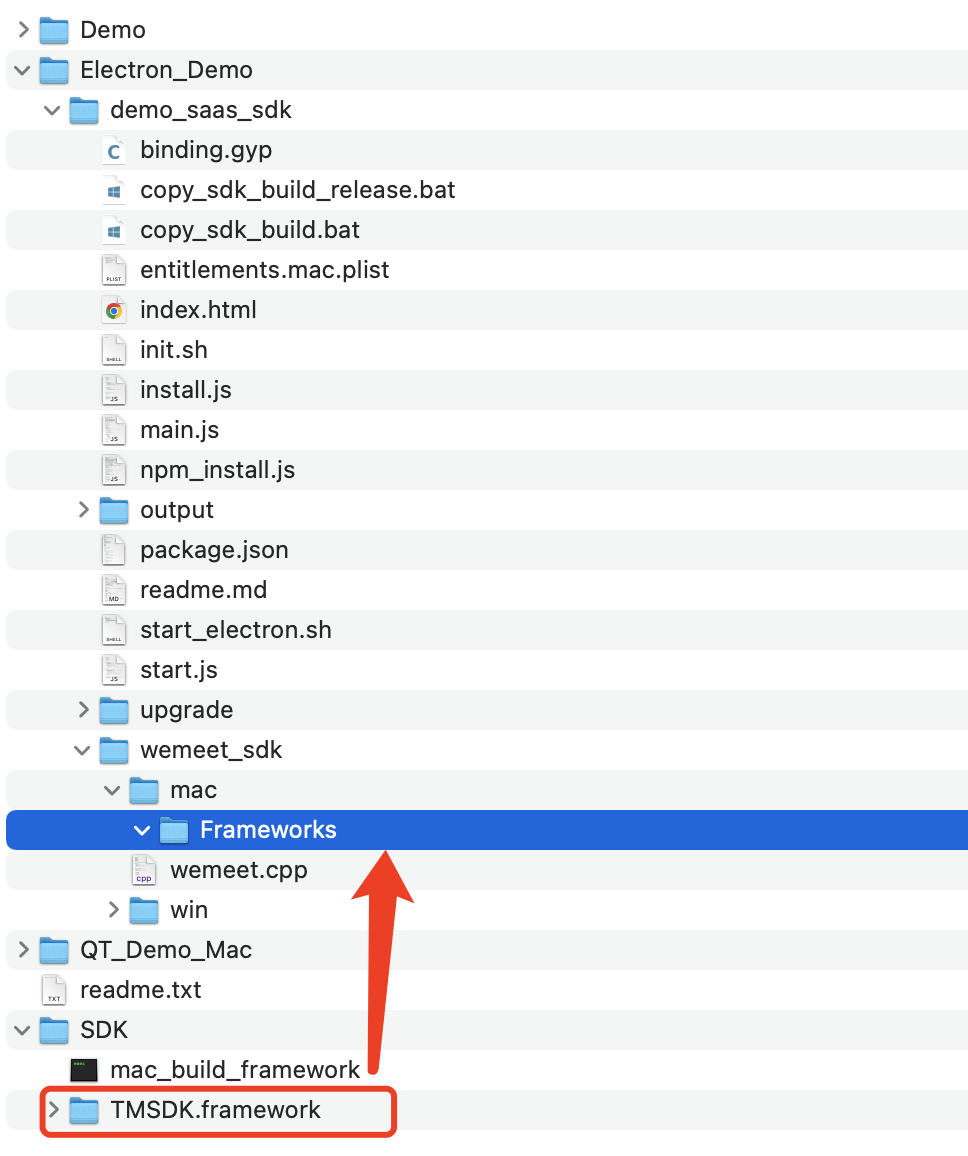 Demo
Electron_Demo
demo_saas_sdk
binding.gyp
copy_sdk_build_release.bat
copy_sdk_build.bat
entitlements.mac.plist
index.html
init.sh
install.js
main.js
npm_install.js
output
package.json
readme.md
start_electron.sh
start.js
upgrade
wemeet_sdk
mac
Frameworks
wemeet.cpp
win
QT_Demo_Mac
readme.txt
SDK
mac_build_framework
TMSDK.framework